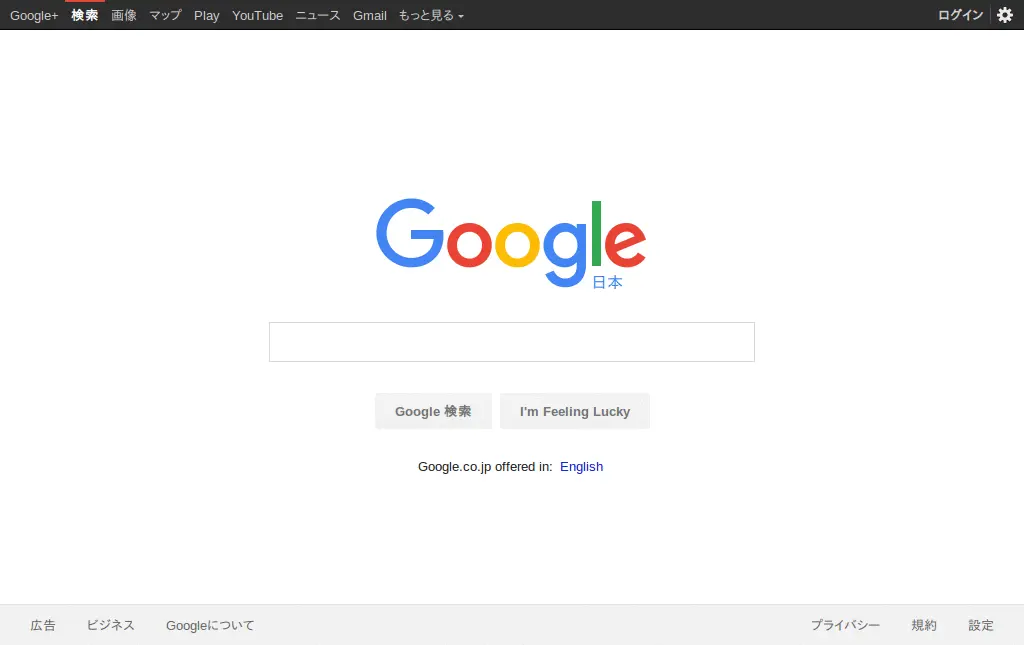 Google+ 検索 画像 マップ Play YouTube ニュース Gmail もっと見る ログイン
Google
日本
Google 検索 I'm Feeling Lucky
Google.co.jp offered in: English
広告 ビジネス Googleについて プライバシー 規約 設定